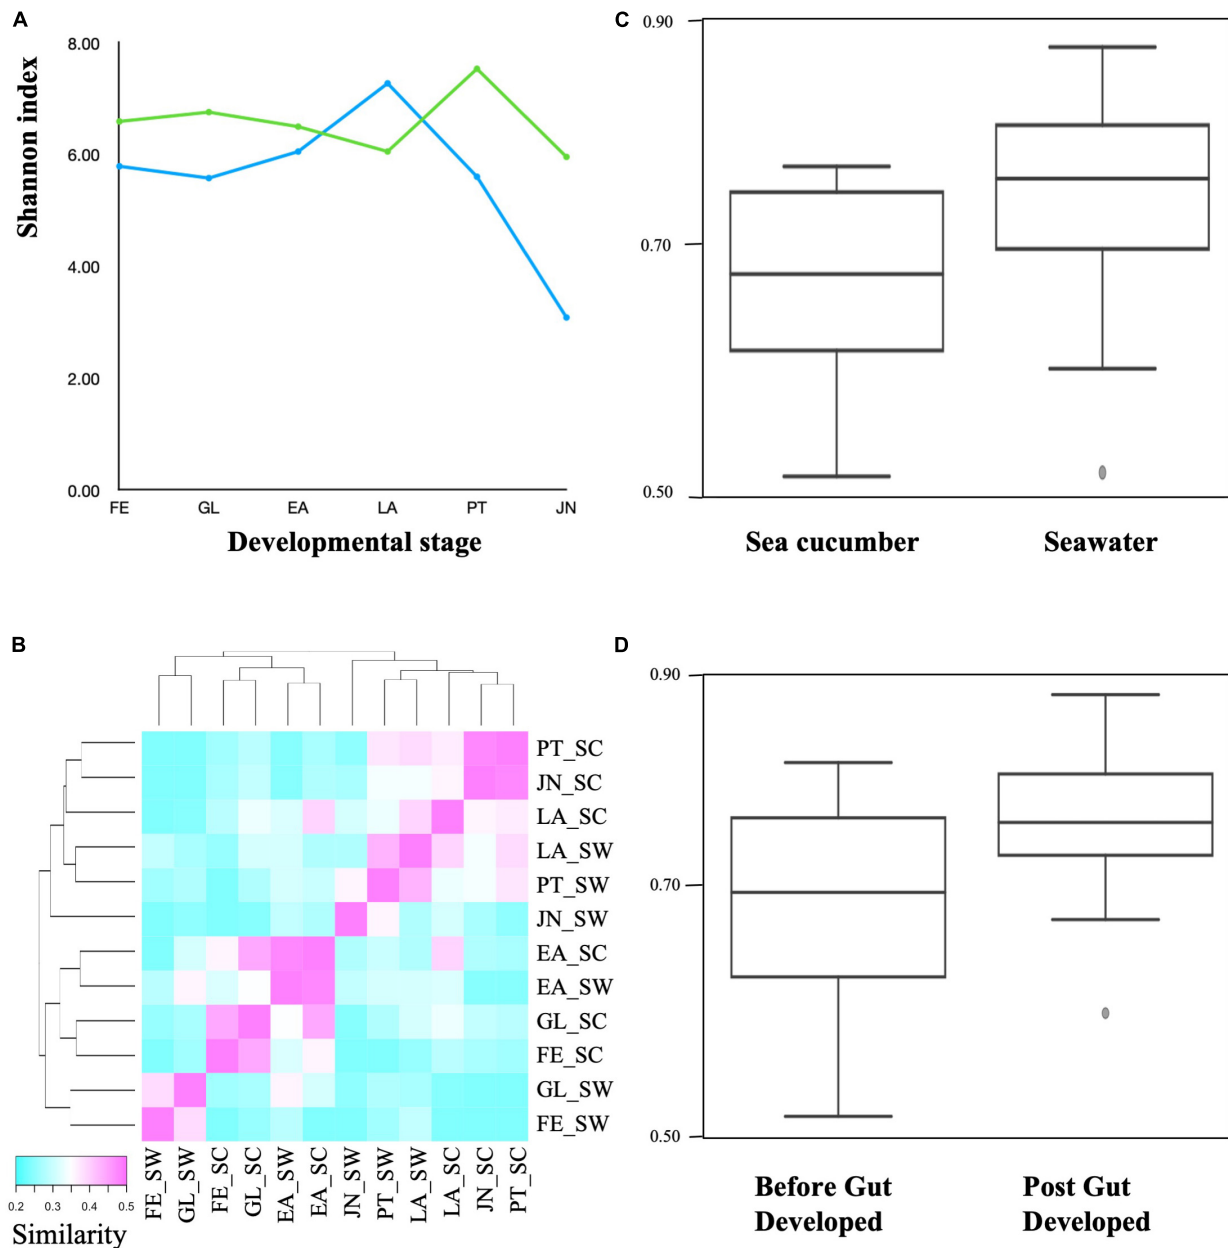 A
8.00
6.00
4.00
2.00
0.00
Shannon index
FE GL EA LA PT JN
Developmental stage
C
0.90
0.70
0.50
Sea cucumber Seawater
B
PT_SC
JN_SC
LA_SC
LA_SW
PT_SW
JN_SW
EA_SC
EA_SW
GL_SC
FE_SC
GL_SW
FE_SW
FE_SW GL_SW FE_SC GL_SC EA_SW EA_SC JN_SW PT_SW LA_SW LA_SC JN_SC PT_SC
0.2 0.3 0.4 0.5
Similarity
D
0.90
0.70
0.50
Before Gut
Developed
Post Gut
Developed